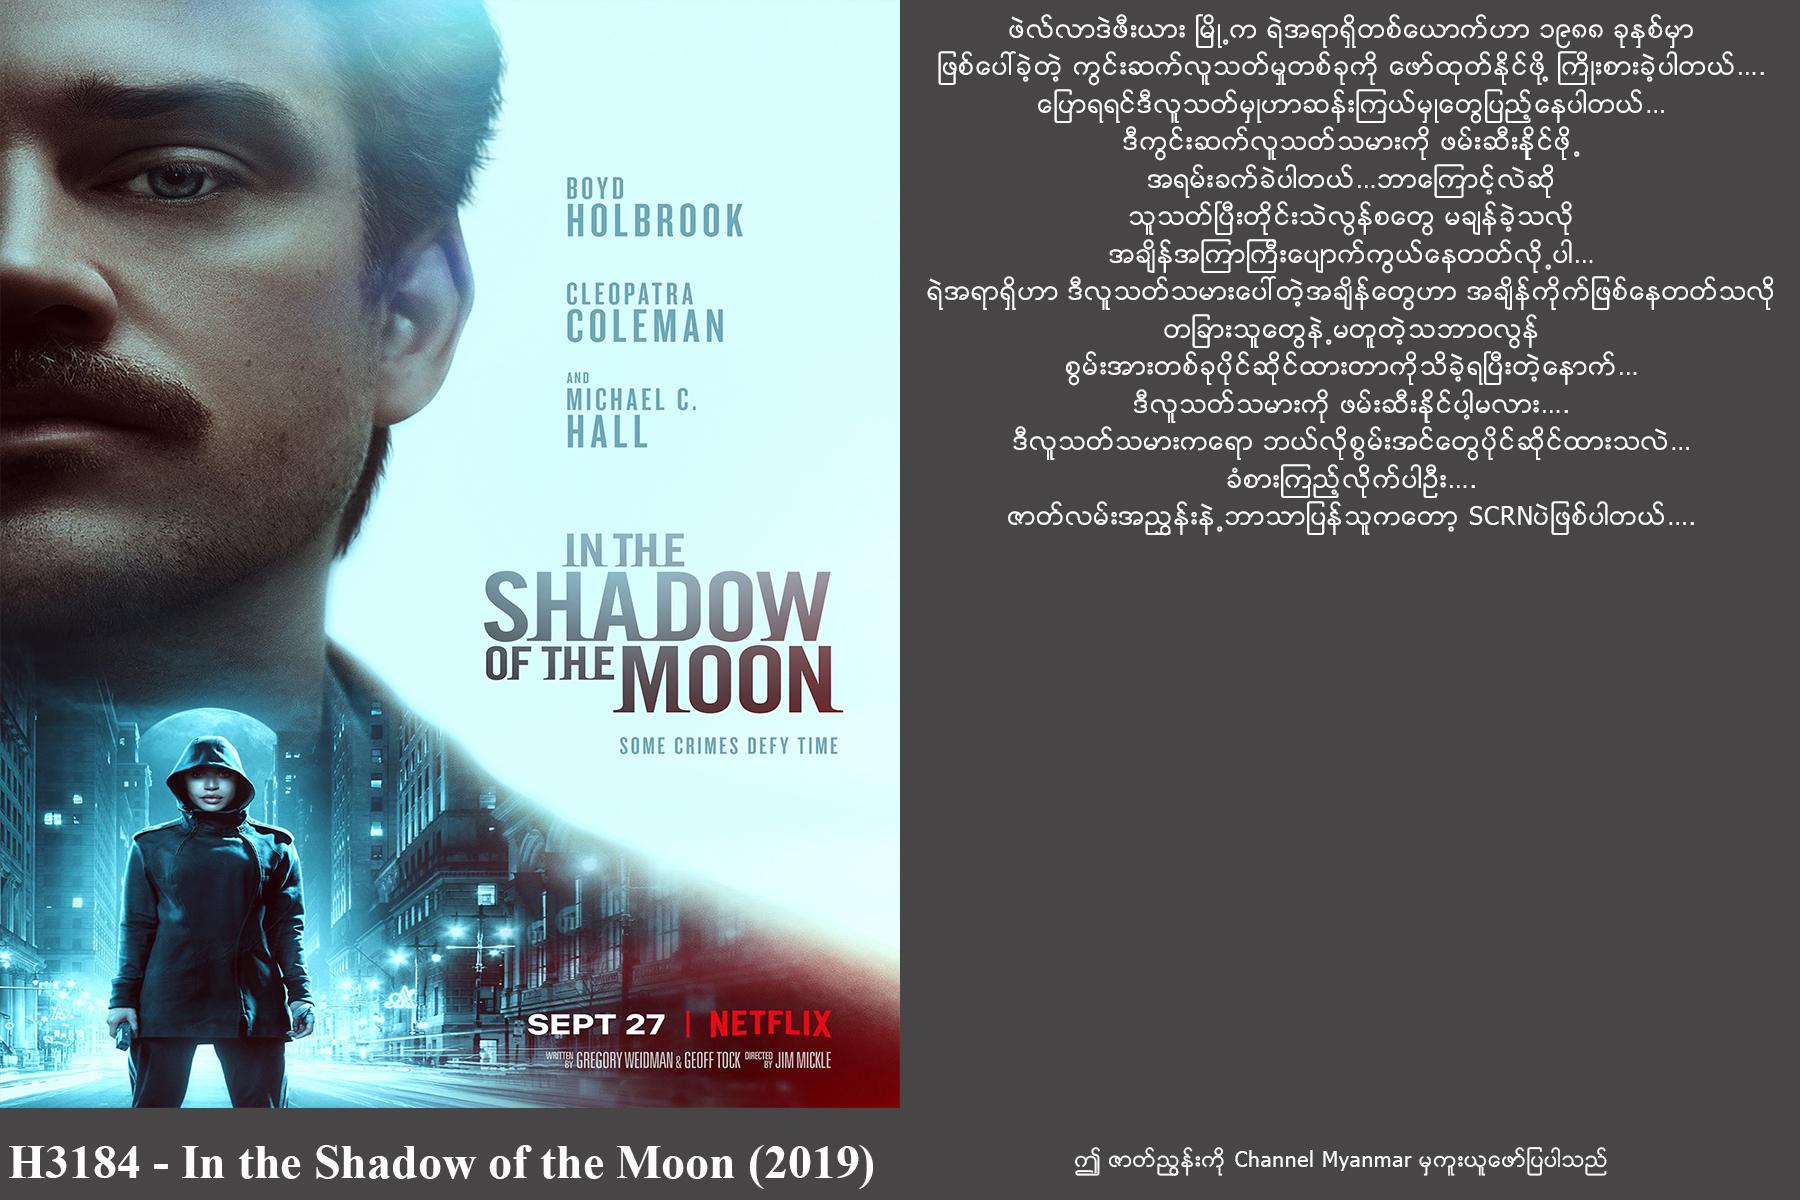 BOYD
HOLBROOK
CLEOPATRA
COLEMAN
AND
MICHAEL C.
HALL
IN THE
SHADOW
OF THE MOON
SOME CRIMES DEFY TIME
SEPT 27 | NETFLIX
WRITTEN BY GREGORY WEIDMAN & GEOFF TOCK DIRECTED BY JIM MICKLE
H3184 - In the Shadow of the Moon (2019)
ဖဲလ်လာဒဲဖီးယား မြို့က ရဲအရာရှိတစ်ယောက်ဟာ ၁၉၈၈ ခုနှစ်မှာ
ဖြစ်ပေါ်ခဲ့တဲ့ ကွင်းဆက်လူသတ်မှုတစ်ခုကို ဖော်ထုတ်နိုင်ဖို့ ကြိုးစားခဲ့ပါတယ်....
ပြောရရင်ဒီလူသတ်မှုဟာဆန်းကြယ်မှုတွေပြည့်နေပါတယ်...
ဒီကွင်းဆက်လူသတ်သမားကို ဖမ်းဆီးနိုင်ဖို့
အရမ်းခက်ခဲပါတယ်...ဘာကြောင့်လဲဆို
သူသတ်ပြီးတိုင်းသဲလွန်စတွေ မချန်ခဲ့သလို
အချိန်အကြာကြီးပျောက်ကွယ်နေတတ်လို့ပါ...
ရဲအရာရှိဟာ ဒီလူသတ်သမားပေါ်တဲ့အချိန်တွေဟာ အချိန်ကိုက်ဖြစ်နေတတ်သလို
တခြားသူတွေနဲ့မတူတဲ့သဘာဝလွန်
စွမ်းအားတစ်ခုပိုင်ဆိုင်ထားတာကိုသိခဲ့ရပြီးတဲ့နောက်...
ဒီလူသတ်သမားကို ဖမ်းဆီးနိုင်ပါ့မလား....
ဒီလူသတ်သမားကရော ဘယ်လိုစွမ်းအင်တွေပိုင်ဆိုင်ထားသလဲ...
ခံစားကြည့်လိုက်ပါဦး....
ဇာတ်လမ်းအညွှန်းနဲ့ဘာသာပြန်သူကတော့ SCRNပဲဖြစ်ပါတယ်....
ဤ ဇာတ်ညွှန်းကို Channel Myanmar မှကူးယူဖော်ပြပါသည်